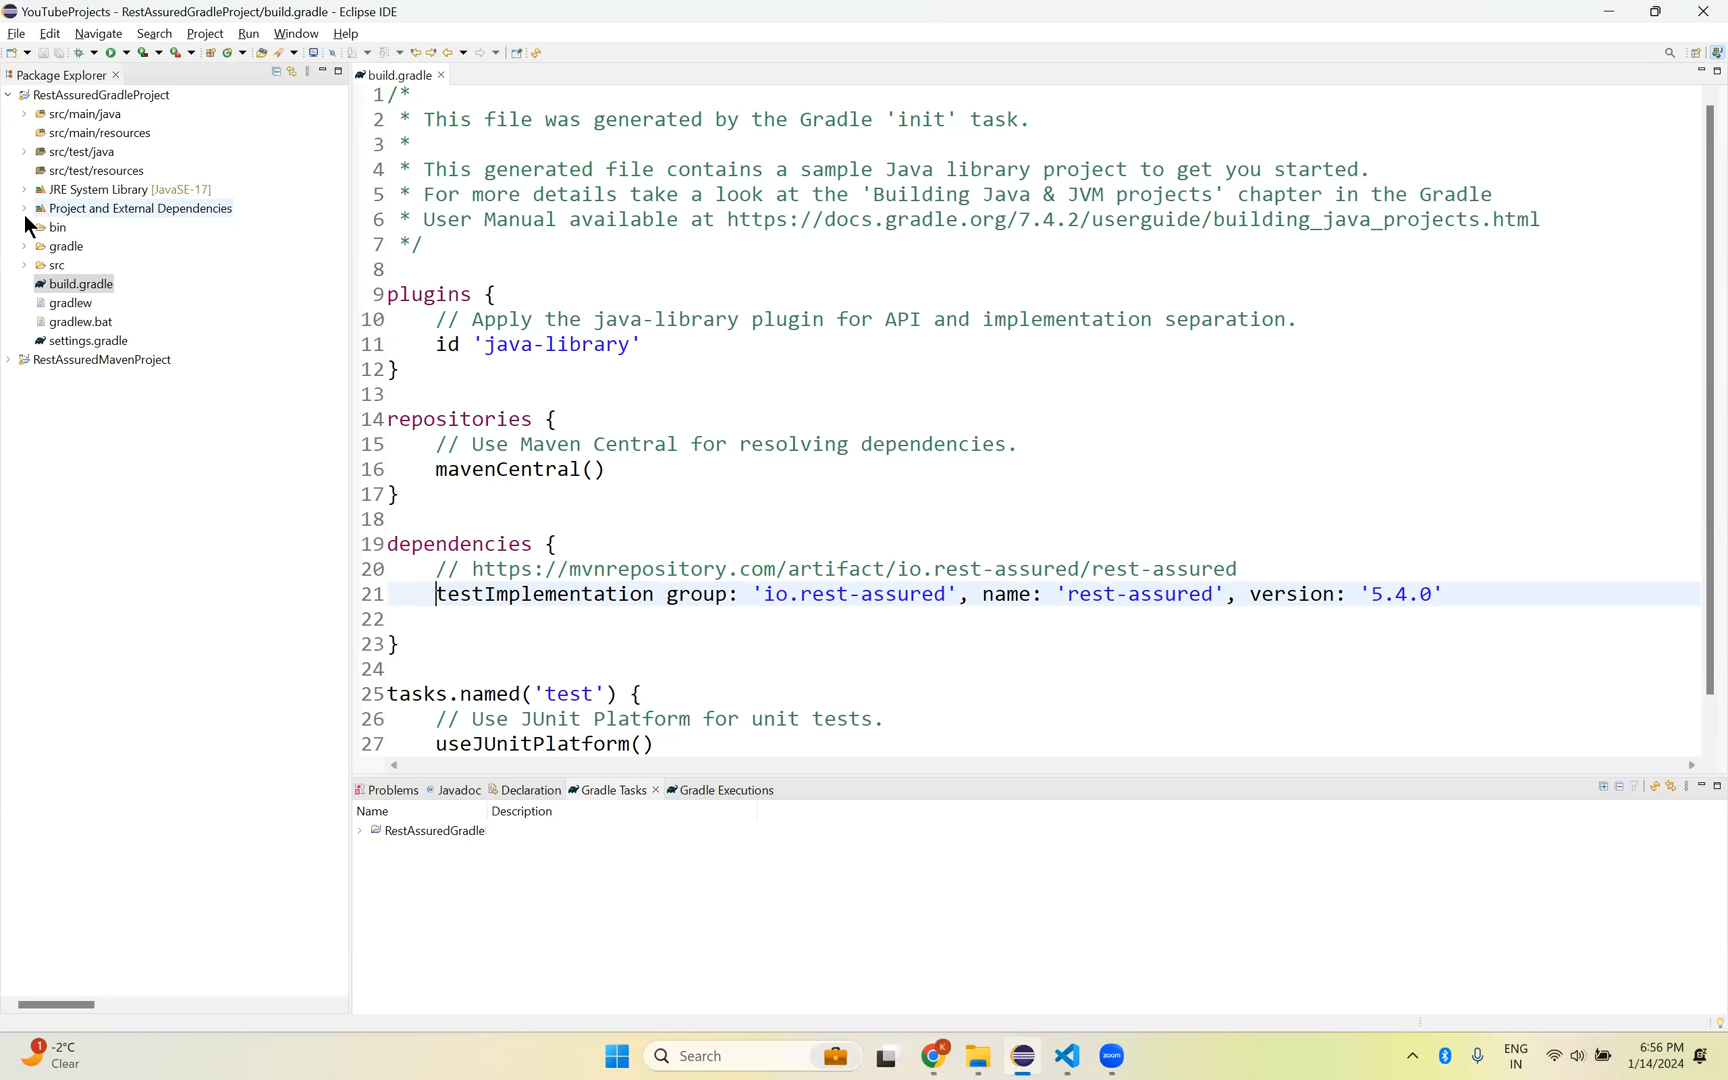 YouTubeProjects - RestAssuredGradleProject/build.gradle - Eclipse IDE
File Edit Navigate Search Project Run Window Help
Package Explorer
build.gradle
RestAssuredGradleProject
src/main/java
src/main/resources
src/test/java
src/test/resources
JRE System Library [JavaSE-17]
Project and External Dependencies
bin
gradle
src
build.gradle
gradlew
gradlew.bat
settings.gradle
RestAssuredMavenProject
1 /*
2 * This file was generated by the Gradle 'init' task.
3 *
4 * This generated file contains a sample Java library project to get you started.
5 * For more details take a look at the 'Building Java & JVM projects' chapter in the Gradle
6 * User Manual available at https://docs.gradle.org/7.4.2/userguide/building_java_projects.html
7 */
8
9 plugins {
10 // Apply the java-library plugin for API and implementation separation.
11 id 'java-library'
12 }
13
14 repositories {
15 // Use Maven Central for resolving dependencies.
16 mavenCentral()
17 }
18
19 dependencies {
20 // https://mvnrepository.com/artifact/io.rest-assured/rest-assured
21 testImplementation group: 'io.rest-assured', name: 'rest-assured', version: '5.4.0'
22
23 }
24
25 tasks.named('test') {
26 // Use JUnit Platform for unit tests.
27 useJUnitPlatform()
Problems Javadoc Declaration Gradle Tasks Gradle Executions
Name Description
RestAssuredGradle
1 -2°C
Clear
Search
K
zoom
ENG
IN
6:56 PM
1/14/2024